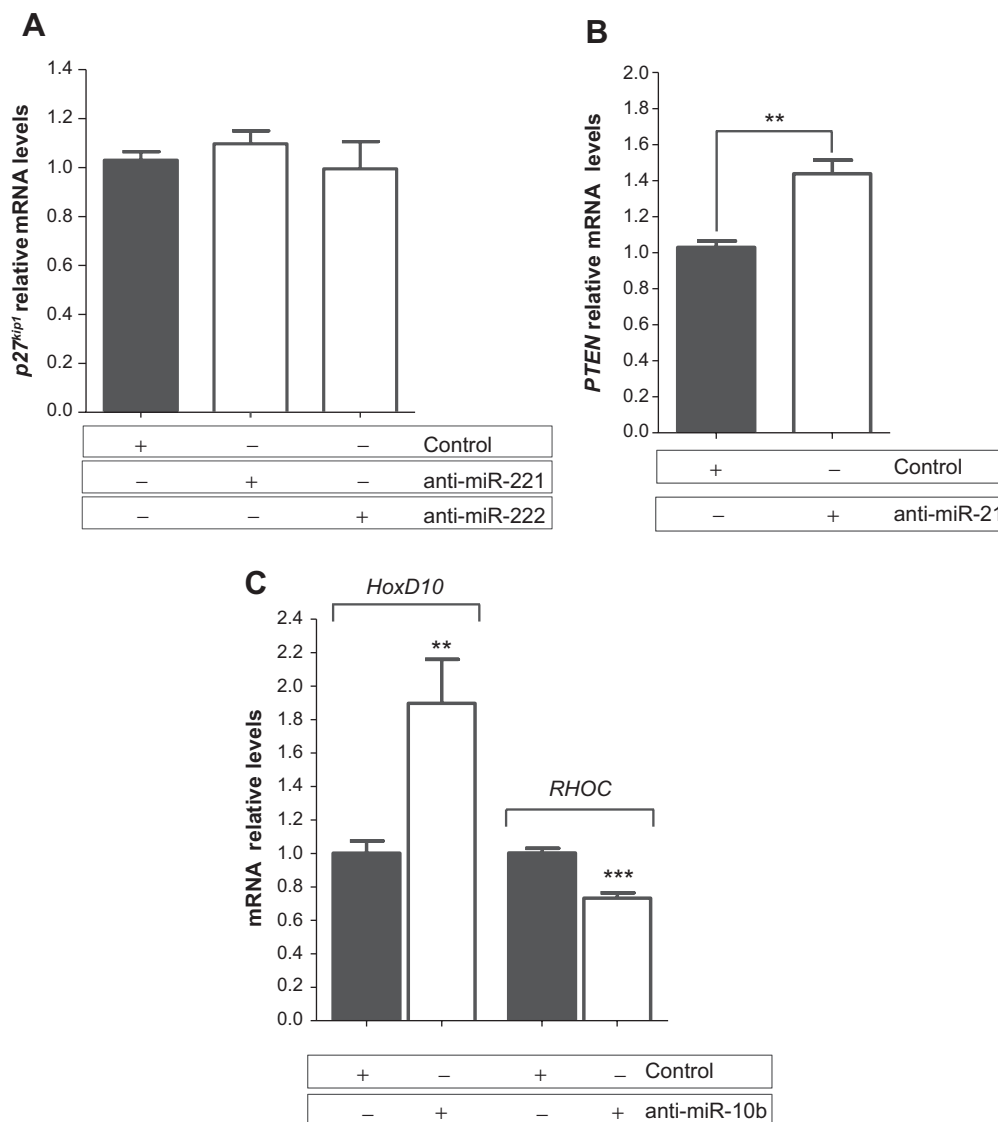 A
p27kip1 relative mRNA levels
1.4
1.2
1.0
0.8
0.6
0.4
0.2
0.0
+ – – Control
– + – anti-miR-221
– – + anti-miR-222
B
PTEN relative mRNA levels
2.0
1.8
1.6
1.4
1.2
1.0
0.8
0.6
0.4
0.2
0.0
**
+ – Control
– + anti-miR-21
C
mRNA relative levels
2.4
2.2
2.0
1.8
1.6
1.4
1.2
1.0
0.8
0.6
0.4
0.2
0.0
HoxD10
**
RHOC
***
+ – + – Control
– + – + anti-miR-10b